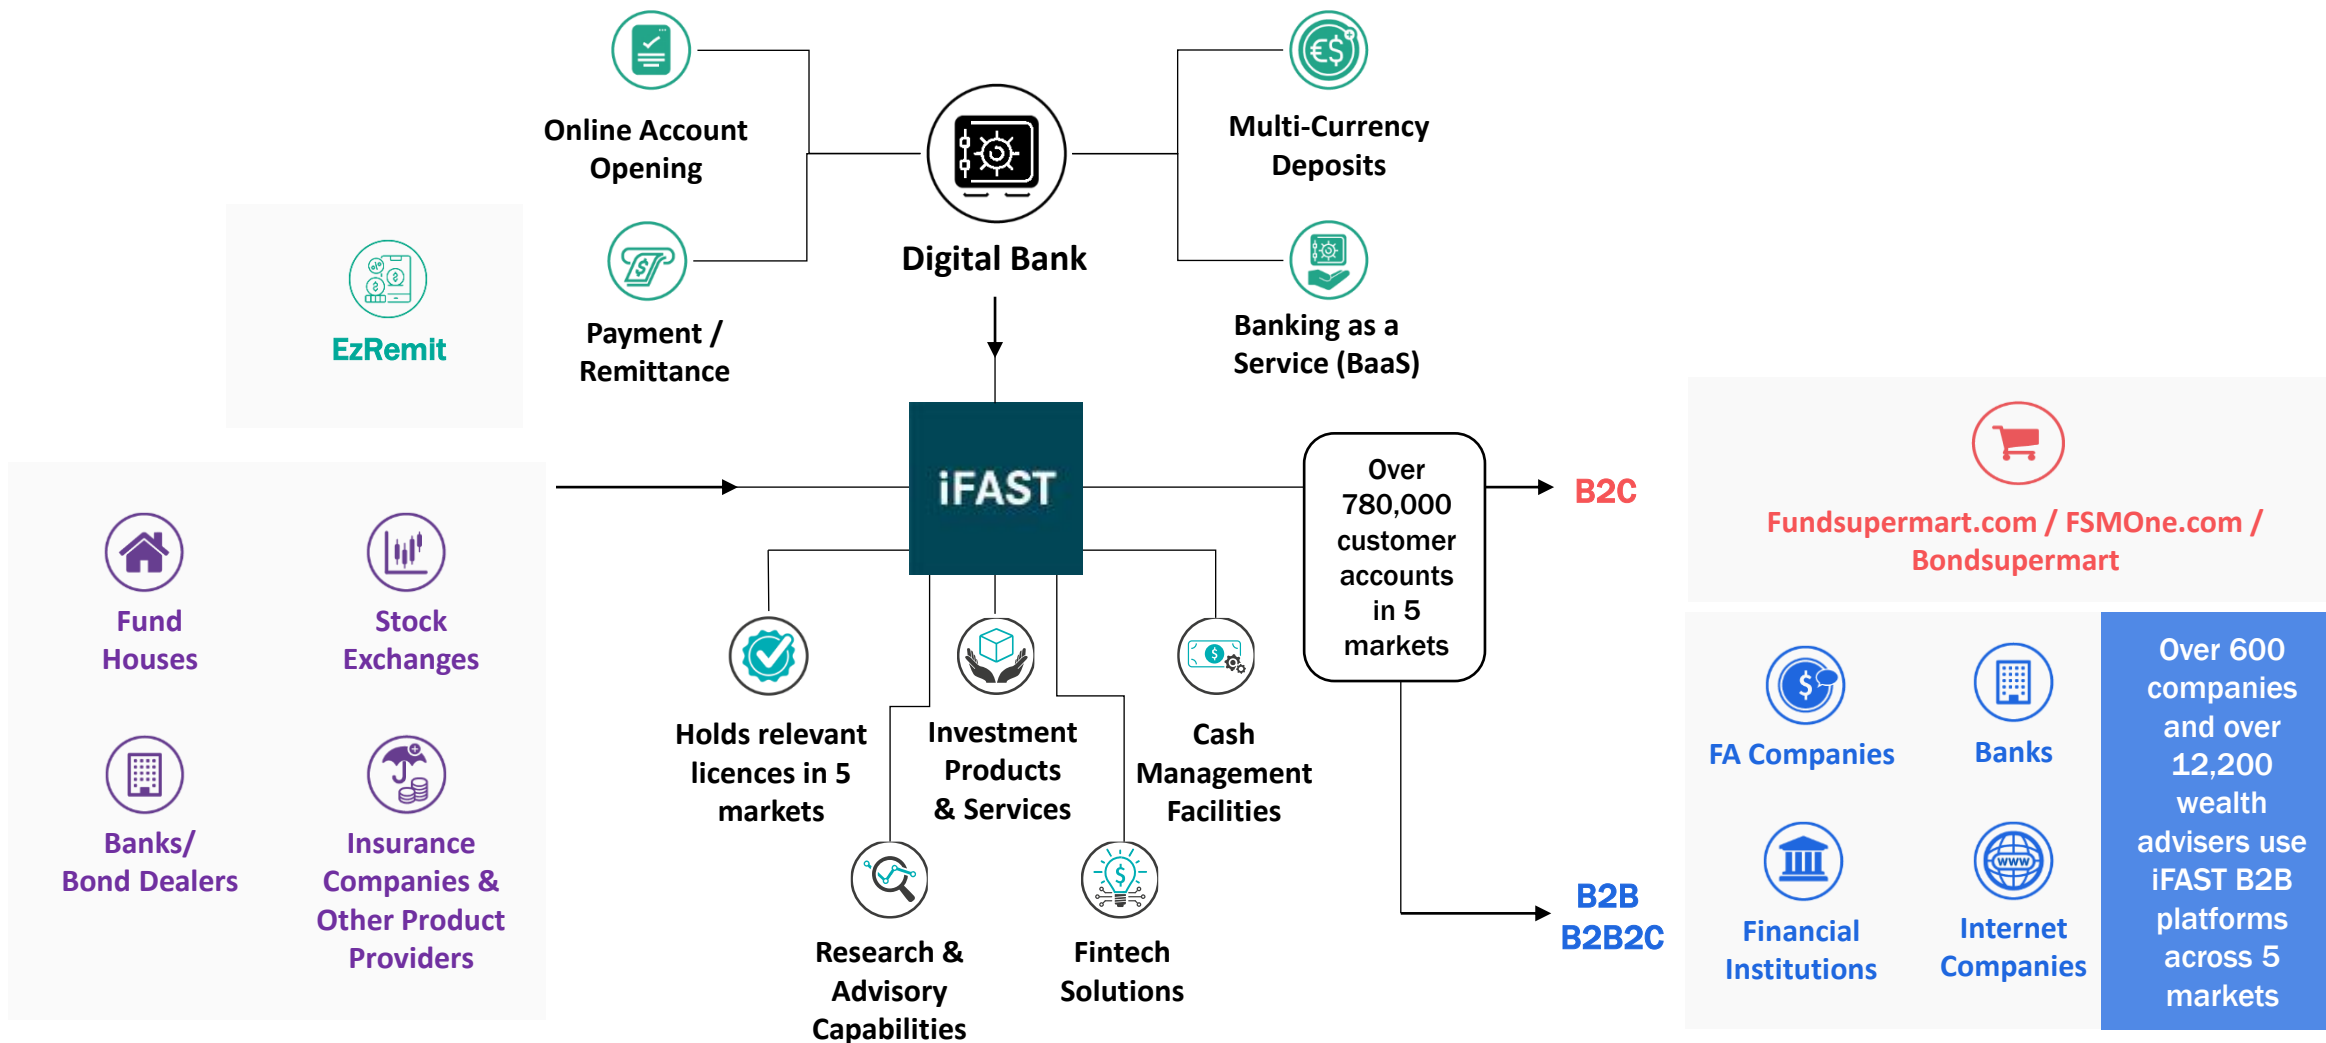 Online Account
Opening
Multi-Currency
Deposits
Digital Bank
EzRemit
Payment /
Remittance
Banking as a
Service (BaaS)
iFAST
Over
780,000
customer
accounts
in 5
markets
B2C
Fundsupermart.com / FSMOne.com /
Bondsupermart
Fund
Houses
Stock
Exchanges
Banks/
Bond Dealers
Insurance
Companies &
Other Product
Providers
Holds relevant
licences in 5
markets
Investment
Products
& Services
Cash
Management
Facilities
Research &
Advisory
Capabilities
Fintech
Solutions
B2B
B2B2C
FA Companies
Banks
Financial
Institutions
www
Internet
Companies
Over 600
companies
and over
12,200
wealth
advisers use
iFAST B2B
platforms
across 5
markets